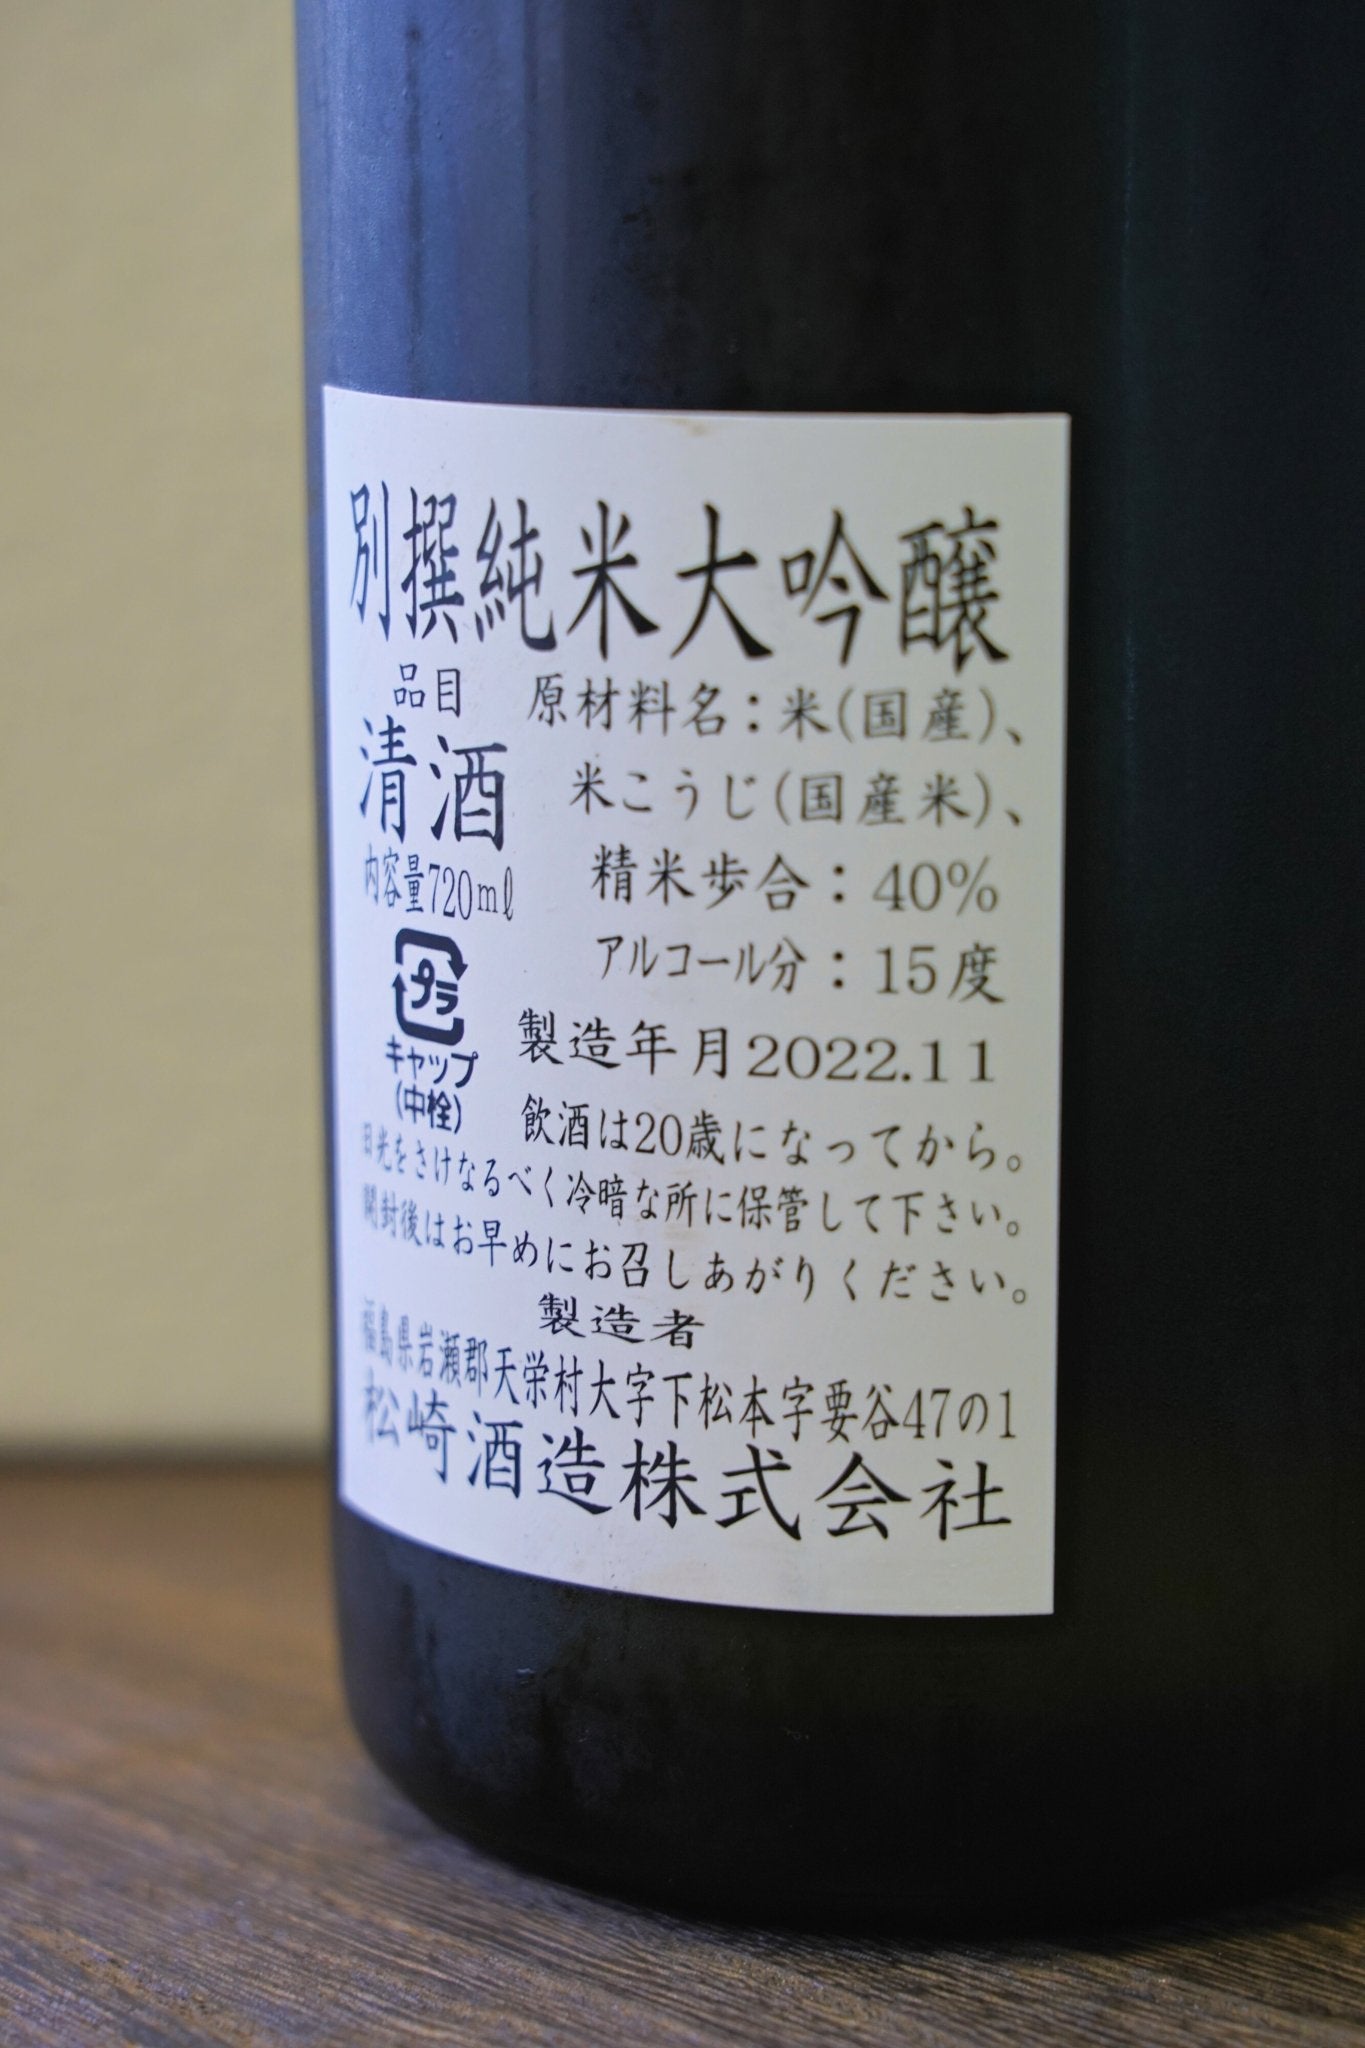 別撰純米大吟醸
品目
清酒
内容量720ml
プラ
キャップ
(中栓)
原材料名：米(国産)、
米こうじ(国産米)、
精米歩合：40%
アルコール分：15度
製造年月2022.11
飲酒は20歳になってから。
日光をさけなるべく冷暗な所に保管して下さい。
開封後はお早めにお召しあがりください。
製造者
福島県岩瀬郡天栄村大字下松本字要谷47の1
松崎酒造株式会社